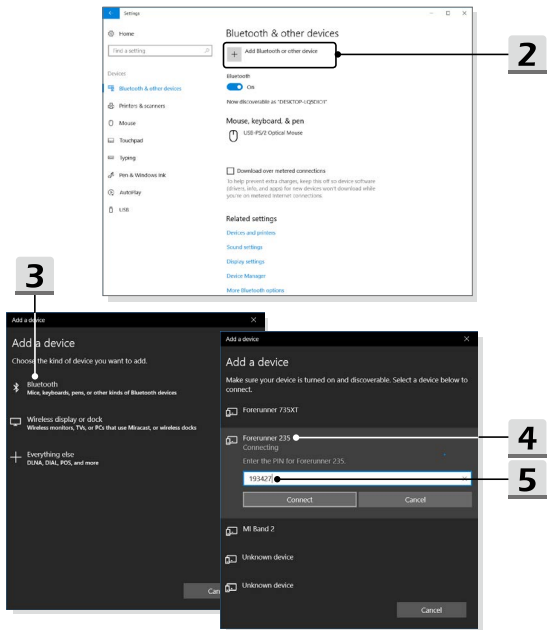 Settings
Home
Find a setting
Devices
Bluetooth & other devices
Printers & scanners
Mouse
Touchpad
Typing
Pen & Windows Ink
AutoPlay
USB
Bluetooth & other devices
Add Bluetooth or other device
2
Bluetooth
On
Now discoverable as "DESKTOP-LQ5DIOT"
Mouse, keyboard, & pen
USB-PS/2 Optical Mouse
Download over metered connections
To help prevent extra charges, keep this off so device software
(drivers, info, and apps) for new devices won't download while
you're on metered Internet connections.
Related settings
Devices and printers
Sound settings
Display settings
Device Manager
More Bluetooth options
3
Add a device
Add a device
Choose the kind of device you want to add.
Bluetooth
Mice, keyboards, pens, or other kinds of Bluetooth devices
Wireless display or dock
Wireless monitors, TVs, or PCs that use Miracast, or wireless docks
Everything else
DLNA, DIAL, POS, and more
Add a device
Add a device
Make sure your device is turned on and discoverable. Select a device below to
connect.
Forerunner 735XT
Forerunner 235
4
Connecting
Enter the PIN for Forerunner 235.
193427
5
Connect
Cancel
MI Band 2
Unknown device
Unknown device
Cancel